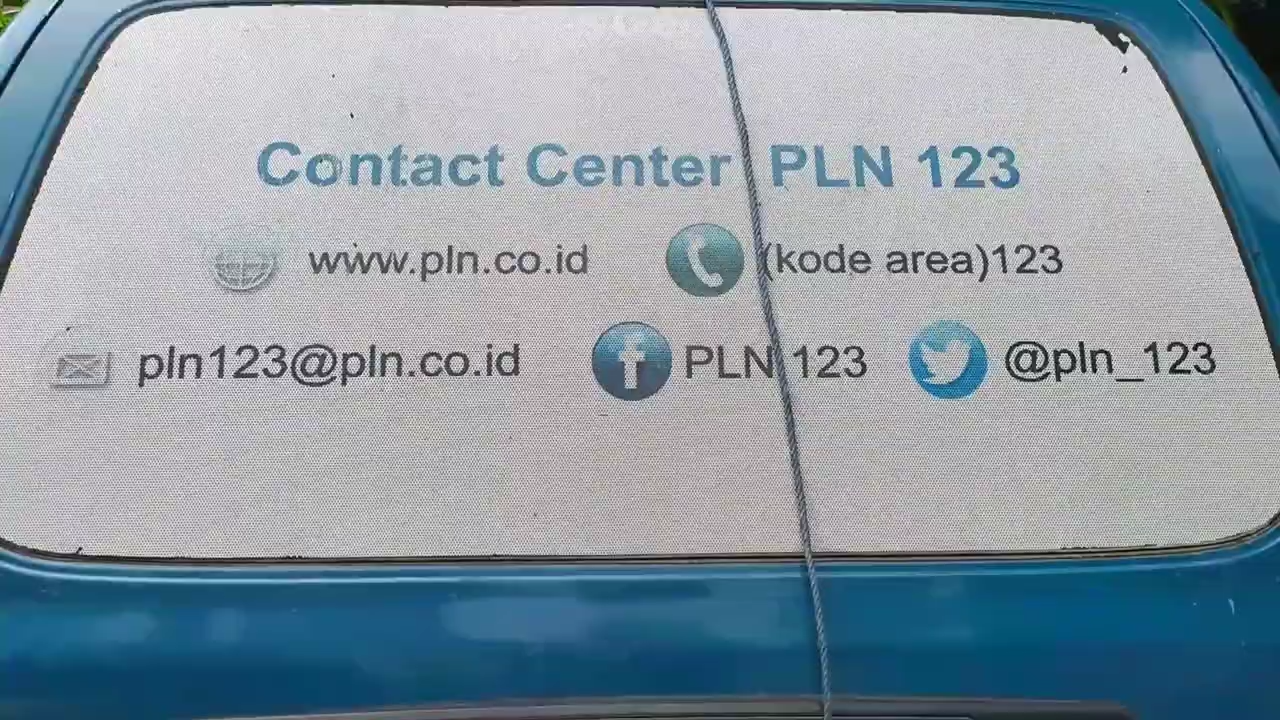 Contact Center PLN 123
www.pln.co.id (kode area)123
pln123@pln.co.id PLN 123 @pln_123